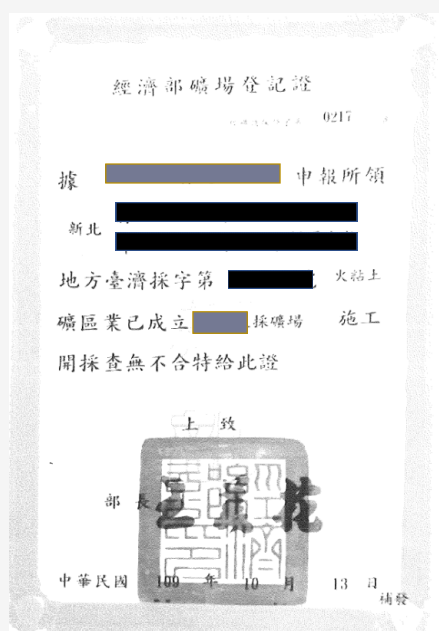 經濟部礦場登記證
0217
據 申報所領
新北
地方臺濟採字第 火粘土
礦區業已成立 採礦場 施工
開採查無不合特給此證
上致
部長
中華民國 109 年 10 月 13 日
補發